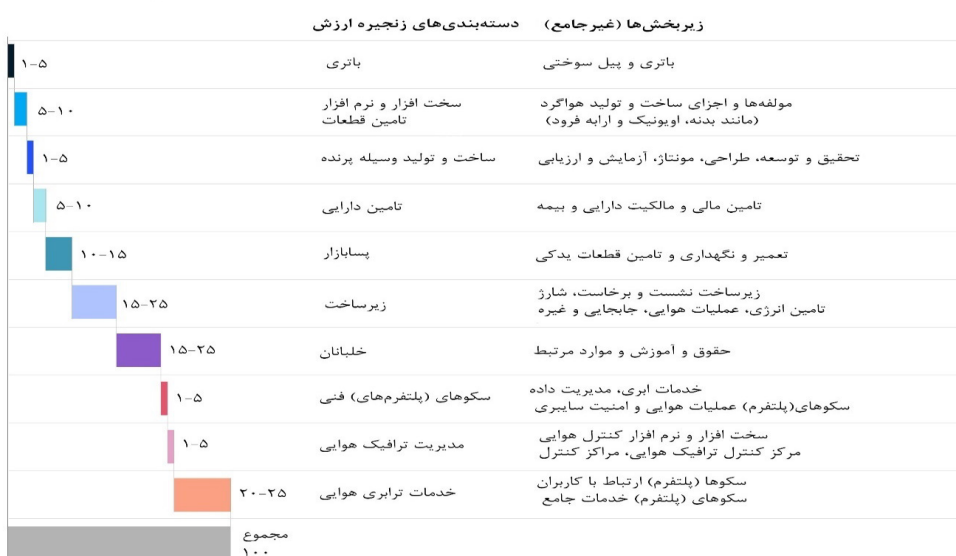 زیربخش‌ها (غیرجامع)
دسته‌بندی‌های زنجیره ارزش
باتری و پیل سوختی
باتری
۱-۵
مولفه‌ها و اجزای ساخت و تولید هواگرد
(مانند بدنه، اویونیک و ارابه فرود)
سخت افزار و نرم افزار
تامین قطعات
۵-۱۰
تحقیق و توسعه، طراحی، مونتاژ، آزمایش و ارزیابی
ساخت و تولید وسیله پرنده
۱-۵
تامین مالی و مالکیت دارایی و بیمه
تامین دارایی
۵-۱۰
تعمیر و نگهداری و تامین قطعات یدکی
پسابازار
۱۰-۱۵
زیرساخت نشست و برخاست، شارژ
تامین انرژی، عملیات هوایی، جابجایی و غیره
زیرساخت
۱۵-۲۵
حقوق و آموزش و موارد مرتبط
خلبانان
۱۵-۲۵
خدمات ابری، مدیریت داده
سکوهای(پلتفرم) عملیات هوایی و امنیت سایبری
سکوهای (پلتفرم‌های) فنی
۱-۵
سخت افزار و نرم افزار کنترل هوایی
مرکز کنترل ترافیک هوایی، مراکز کنترل
مدیریت ترافیک هوایی
۱-۵
سکوها (پلتفرم) ارتباط با کاربران
سکوهای (پلتفرم) خدمات جامع
خدمات ترابری هوایی
۲۰-۲۵
مجموع
۱۰۰